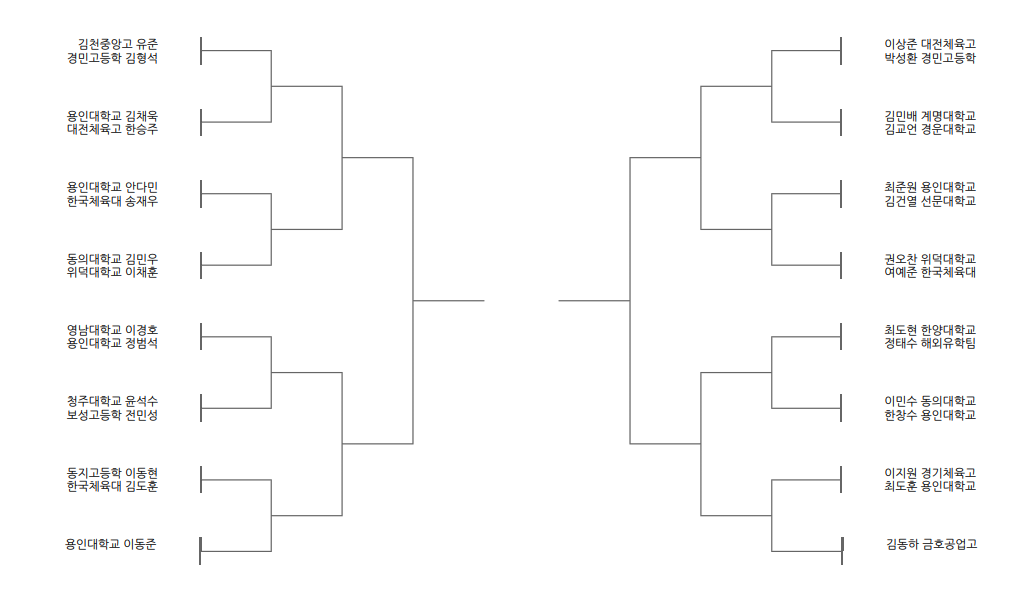 김천중앙고 유준
경민고등학 김형석
용인대학교 김채욱
대전체육고 한승주
용인대학교 안다민
한국체육대 송재우
동의대학교 김민우
위덕대학교 이채훈
영남대학교 이경호
용인대학교 정범석
청주대학교 윤석수
보성고등학 전민성
동지고등학 이동현
한국체육대 김도훈
용인대학교 이동준
이상준 대전체육고
박성환 경민고등학
김민배 계명대학교
김교언 경운대학교
최준원 용인대학교
김건열 선문대학교
권오찬 위덕대학교
여예준 한국체육대
최도현 한양대학교
정태수 해외유학팀
이민수 동의대학교
한창수 용인대학교
이지원 경기체육고
최도훈 용인대학교
김동하 금호공업고